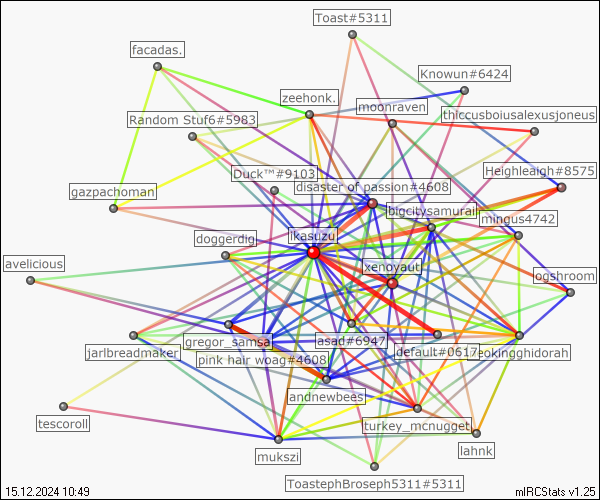 Toast#5311
facadas.
Knowun#6424
zeehonk.
moonraven
thiccusboiusalexusjoneus
Random Stuf6#5983
Duck™#9103
Heighleaigh#8575
disaster of passion#4608
gazpachoman
bigcitysamurai
mingus4742
ikasuzu
doggerdig
avelicious
xenoyaut
ogshroom
gregor_samsa
asad#6947
jarlbreadmaker
pink hair woag#4608
default#0617
eokingghidorah
andnewbees
tescoroll
turkey_mcnugget
mukszi
lahnk
ToastephBroseph5311#5311
15.12.2024 10:49
mIRCStats v1.25